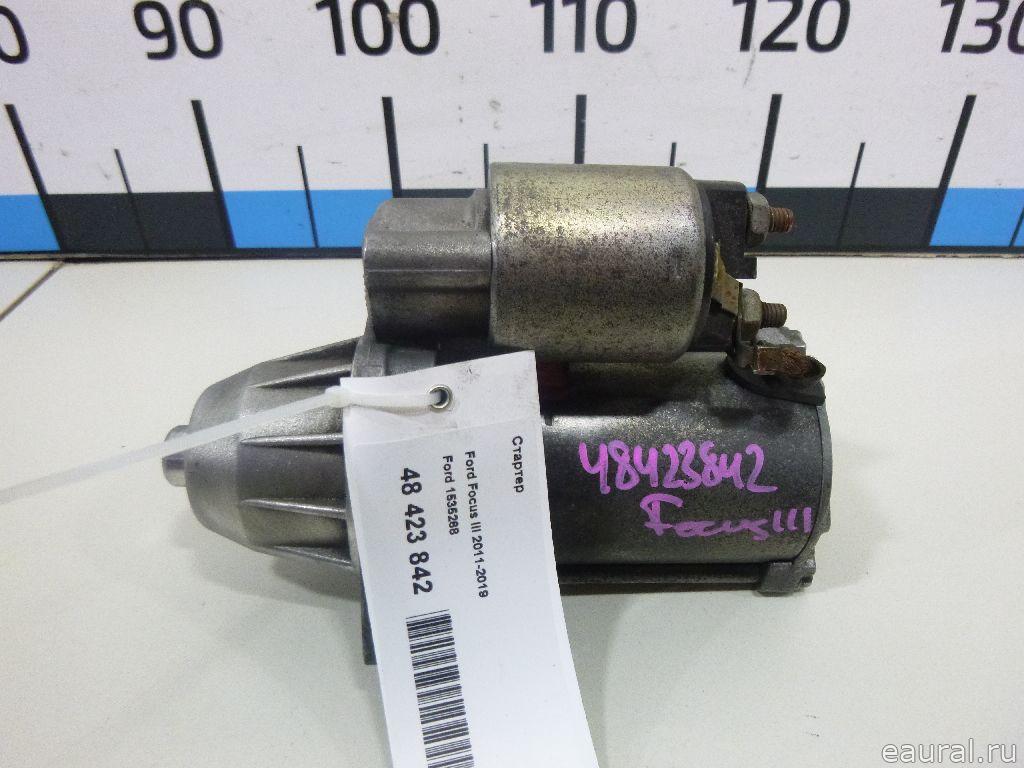 0 90 100 110 120 130
Стартер
Ford Focus III 2011-2019
Ford 1535288
48 423 842
48423842
Focus III
eaural.ru